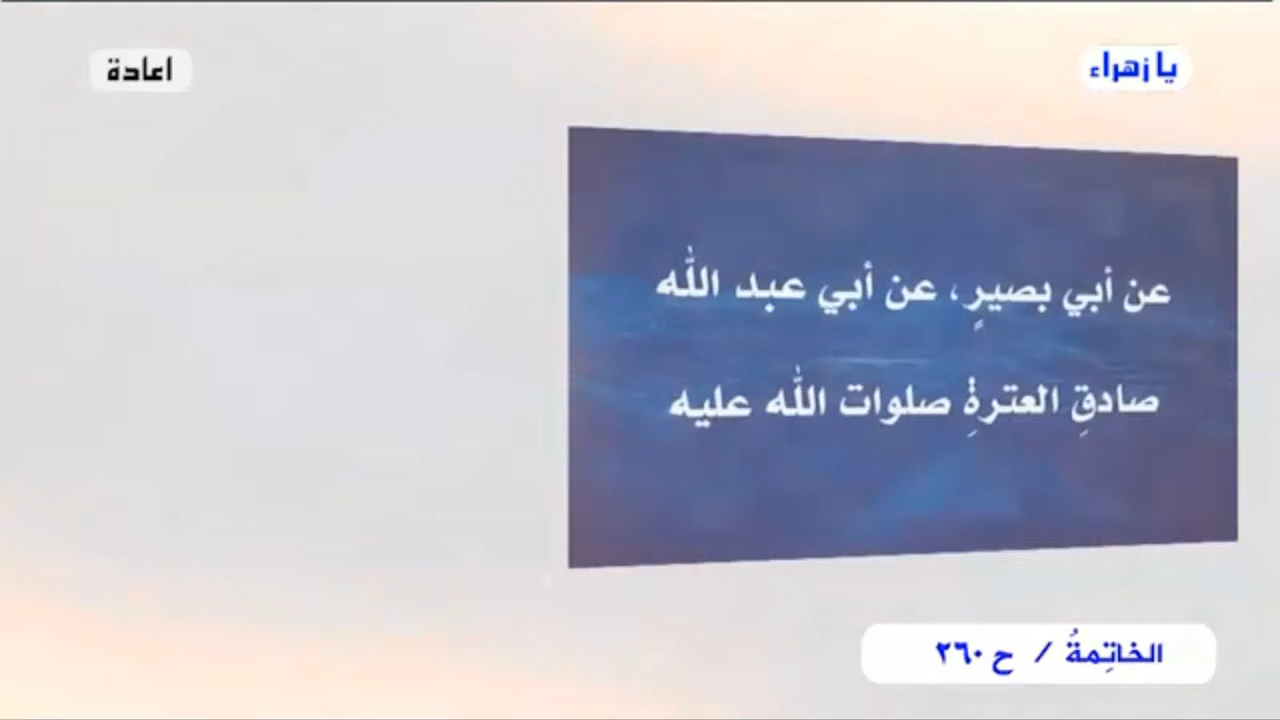 يا زهراء
اعادة
عن أبي بصيرٍ، عن أبي عبد الله
صادقِ العترةِ صلوات الله عليه
الخاتِمةُ / ح ٢٦٠